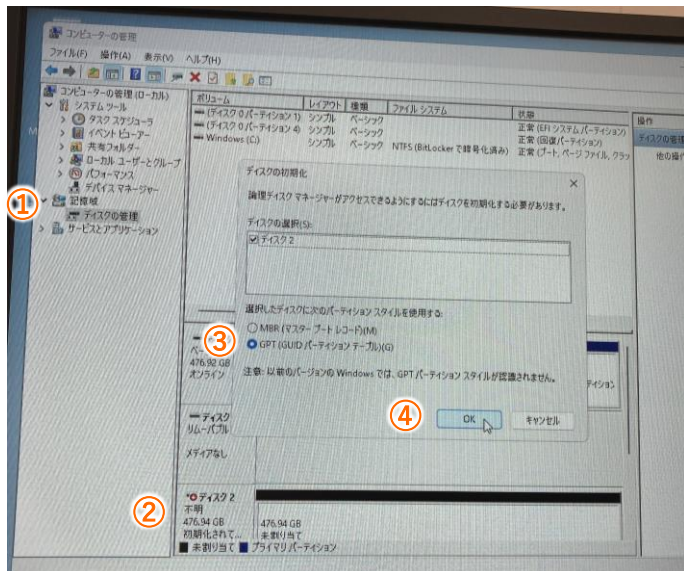 コンピューターの管理
ファイル(F) 操作(A) 表示(V) ヘルプ(H)
コンピューターの管理 (ローカル)
システム ツール
タスク スケジューラ
イベント ビューアー
共有フォルダー
ローカル ユーザーとグループ
パフォーマンス
デバイス マネージャー
①
記憶域
ディスクの管理
サービスとアプリケーション
ボリューム レイアウト 種類 ファイル システム 状態
(ディスク 0 パーティション 1) シンプル ベーシック 正常 (EFI システム パーティション)
(ディスク 0 パーティション 4) シンプル ベーシック 正常 (回復パーティション)
Windows (C:) シンプル ベーシック NTFS (BitLocker で暗号化済み) 正常 (ブート, ページ ファイル, クラッ
操作
ディスクの管理
他の操作
ディスクの初期化
論理ディスク マネージャーがアクセスできるようにするにはディスクを初期化する必要があります。
ディスクの選択(S):
ディスク 2
選択したディスクに次のパーティション スタイルを使用する:
MBR (マスター ブート レコード)(M)
③
GPT (GUID パーティション テーブル)(G)
注意: 以前のバージョンの Windows では、GPT パーティション スタイルが認識されません。
④
OK キャンセル
476.92 GB
オンライン
ディスク
リムーバブル
メディアなし
②
ディスク 2
不明
476.94 GB
初期化されて...
476.94 GB
未割り当て
未割り当て プライマリ パーティション